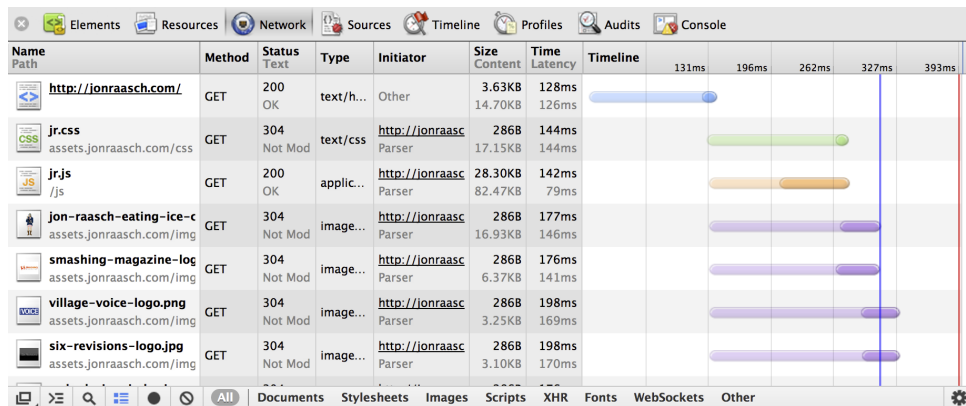 Elements Resources Network Sources Timeline Profiles Audits Console
Name Method Status Type Initiator Size Time Timeline
Path Text Content Latency
131ms 196ms 262ms 327ms 393ms
http://jonraasch.com/ GET 200 text/h... Other 3.63KB 128ms
OK 14.70KB 126ms
jr.css GET 304 text/css http://jonraasc 286B 144ms
assets.jonraasch.com/css Not Mod Parser 17.15KB 144ms
jr.js GET 200 applic... http://jonraasc 28.30KB 142ms
/js OK Parser 82.47KB 79ms
jon-raasch-eating-ice-c GET 304 image... http://jonraasc 286B 177ms
assets.jonraasch.com/img Not Mod Parser 16.93KB 146ms
smashing-magazine-log GET 304 image... http://jonraasc 286B 176ms
assets.jonraasch.com/img Not Mod Parser 6.37KB 141ms
village-voice-logo.png GET 304 image... http://jonraasc 286B 198ms
assets.jonraasch.com/img Not Mod Parser 3.25KB 169ms
six-revisions-logo.jpg GET 304 image... http://jonraasc 286B 198ms
assets.jonraasch.com/img Not Mod Parser 3.10KB 170ms
All Documents Stylesheets Images Scripts XHR Fonts WebSockets Other